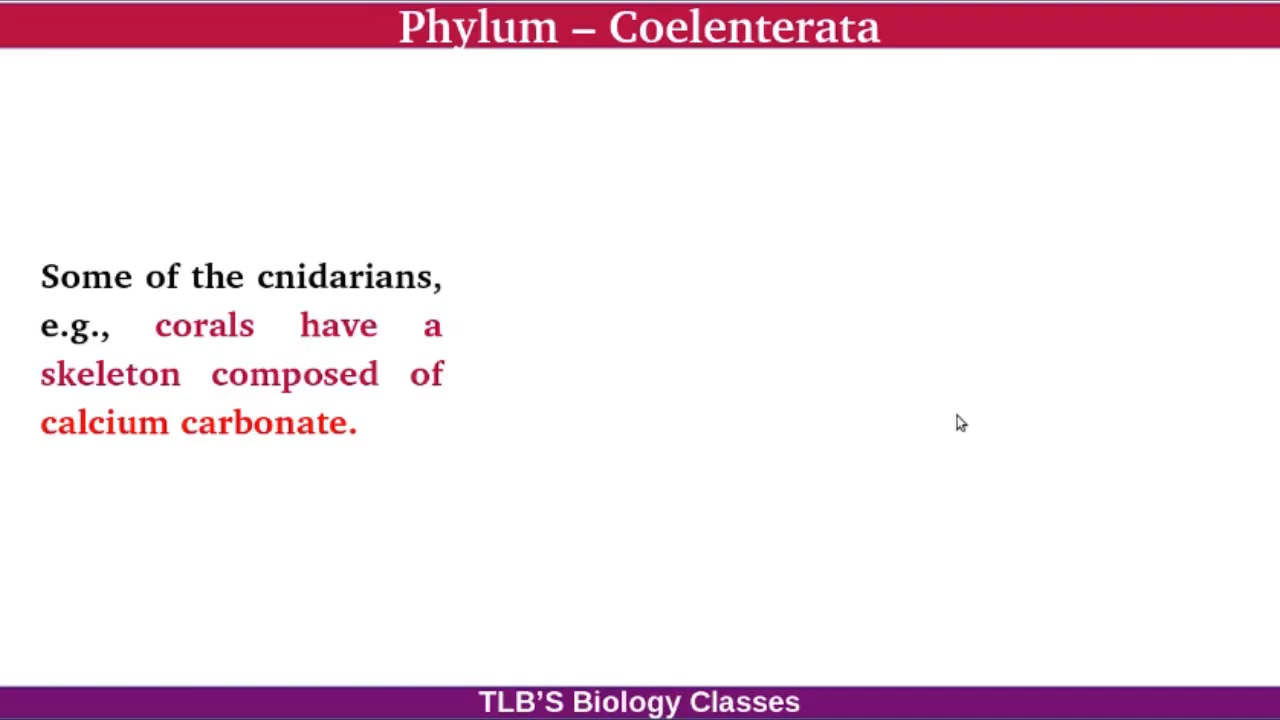 Phylum – Coelenterata
Some of the cnidarians,
e.g., corals have a
skeleton composed of
calcium carbonate.
TLB’S Biology Classes